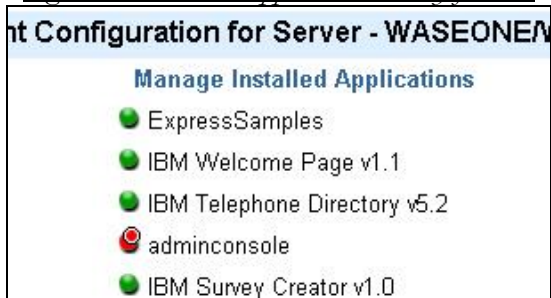 nt Configuration for Server - WASEONE/
Manage Installed Applications
ExpressSamples
IBM Welcome Page v1.1
IBM Telephone Directory v5.2
adminconsole
IBM Survey Creator v1.0